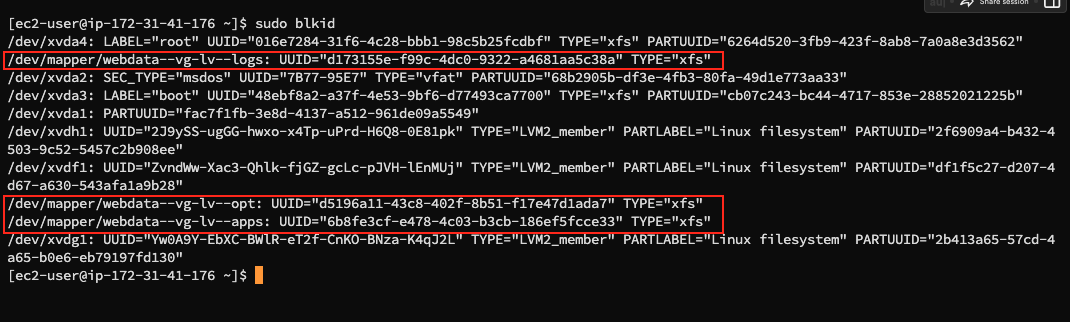 Share session
[ec2-user@ip-172-31-41-176 ~]$ sudo blkid
/dev/xvda4: LABEL="root" UUID="016e7284-31f6-4c28-bbb1-98c5b25fcdbf" TYPE="xfs" PARTUUID="6264d520-3fb9-423f-8ab8-7a0a8e3d3562"
/dev/mapper/webdata--vg-lv--logs: UUID="d173155e-f99c-4dc0-9322-a4681aa5c38a" TYPE="xfs"
/dev/xvda2: SEC_TYPE="msdos" UUID="7B77-95E7" TYPE="vfat" PARTUUID="68b2905b-df3e-4fb3-80fa-49d1e773aa33"
/dev/xvda3: LABEL="boot" UUID="48ebf8a2-a37f-4e53-9bf6-d77493ca7700" TYPE="xfs" PARTUUID="cb07c243-bc44-4717-853e-28852021225b"
/dev/xvda1: PARTUUID="fac7f1fb-3e8d-4137-a512-961de09a5549"
/dev/xvdh1: UUID="2J9ySS-ugGG-hwxo-x4Tp-uPrd-H6Q8-0E81pk" TYPE="LVM2_member" PARTLABEL="Linux filesystem" PARTUUID="2f6909a4-b432-4
503-9c52-5457c2b908ee"
/dev/xvdf1: UUID="ZvndWw-Xac3-Qhlk-fjGZ-gcLc-pJVH-lEnMUj" TYPE="LVM2_member" PARTLABEL="Linux filesystem" PARTUUID="df1f5c27-d207-4
d67-a630-543afa1a9b28"
/dev/mapper/webdata--vg-lv--opt: UUID="d5196a11-43c8-402f-8b51-f17e47d1ada7" TYPE="xfs"
/dev/mapper/webdata--vg-lv--apps: UUID="6b8fe3cf-e478-4c03-b3cb-186ef5fcce33" TYPE="xfs"
/dev/xvdg1: UUID="Yw0A9Y-EbXC-BWlR-eT2f-CnKO-BNza-K4qJ2L" TYPE="LVM2_member" PARTLABEL="Linux filesystem" PARTUUID="2b413a65-57cd-4
a65-b0e6-eb79197fd130"
[ec2-user@ip-172-31-41-176 ~]$